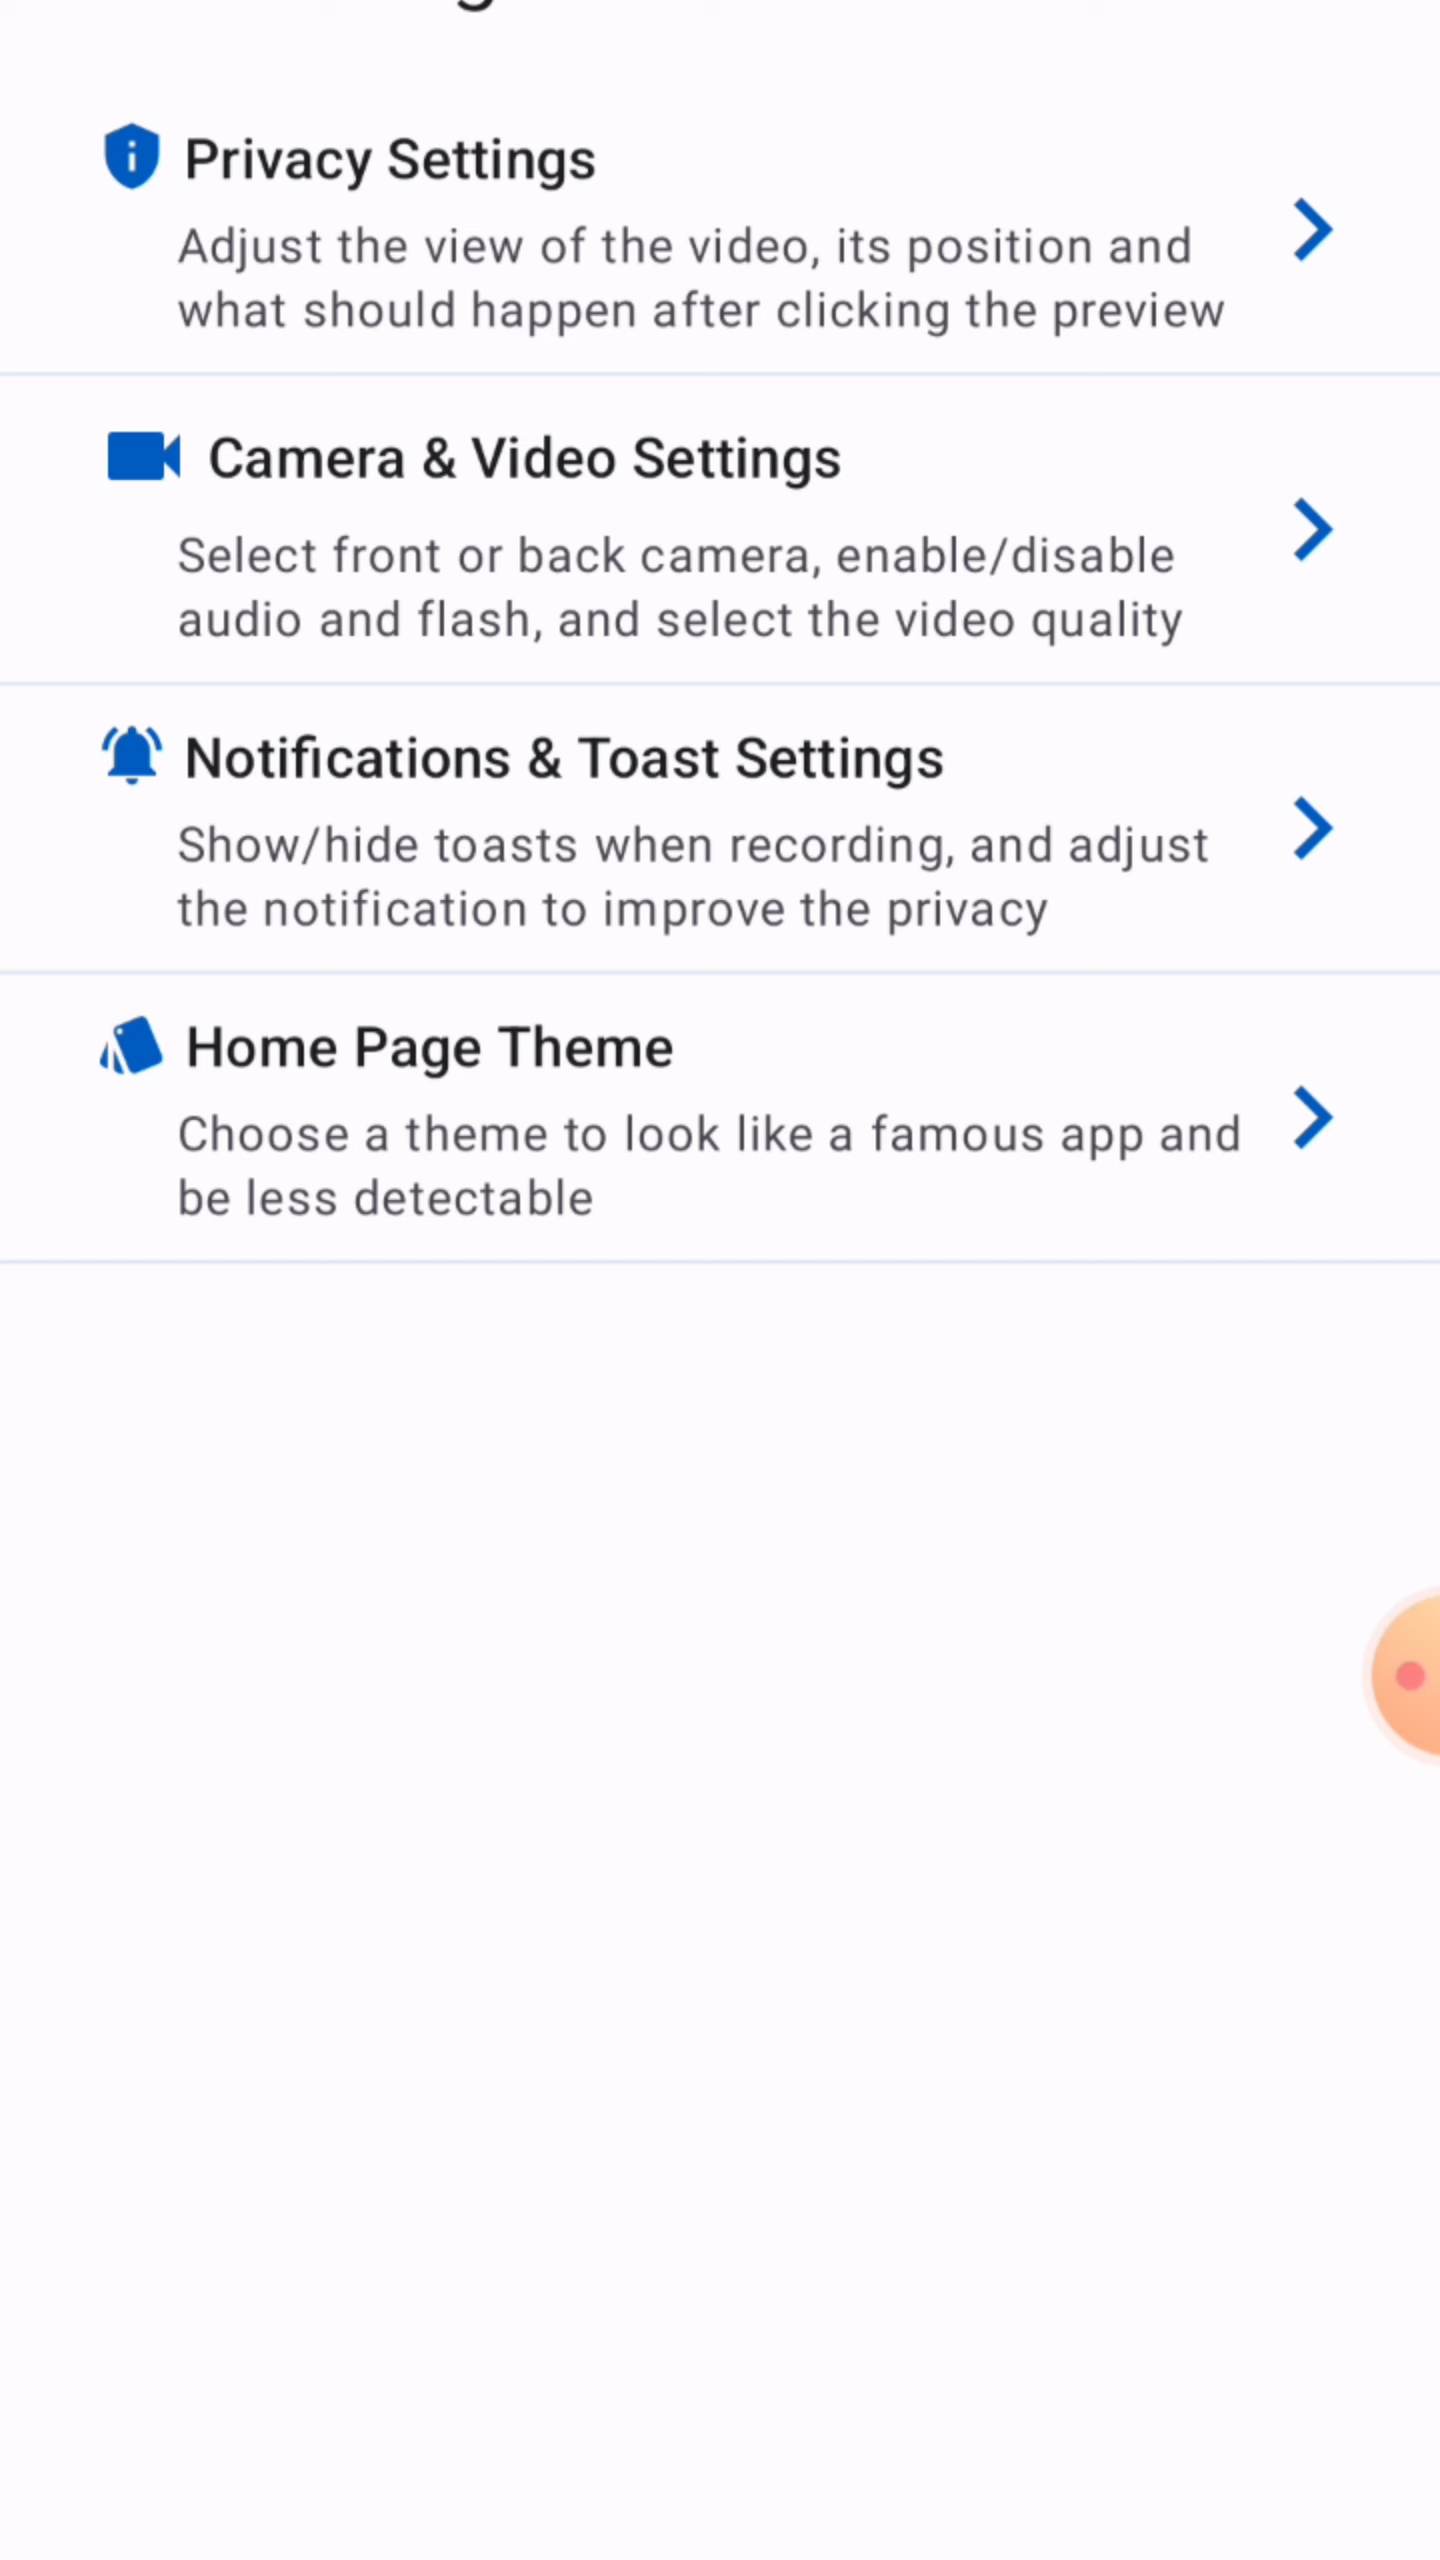 Privacy Settings
Adjust the view of the video, its position and
what should happen after clicking the preview
Camera & Video Settings
Select front or back camera, enable/disable
audio and flash, and select the video quality
Notifications & Toast Settings
Show/hide toasts when recording, and adjust
the notification to improve the privacy
Home Page Theme
Choose a theme to look like a famous app and
be less detectable